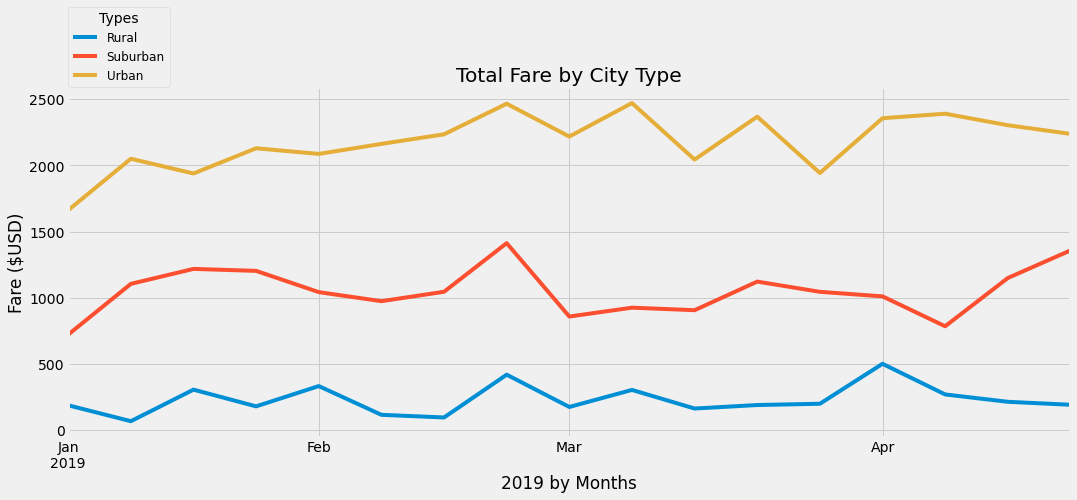 Types
Rural
Suburban
Urban
Total Fare by City Type
Fare ($USD)
2500
2000
1500
1000
500
0
Jan Feb Mar Apr
2019
2019 by Months